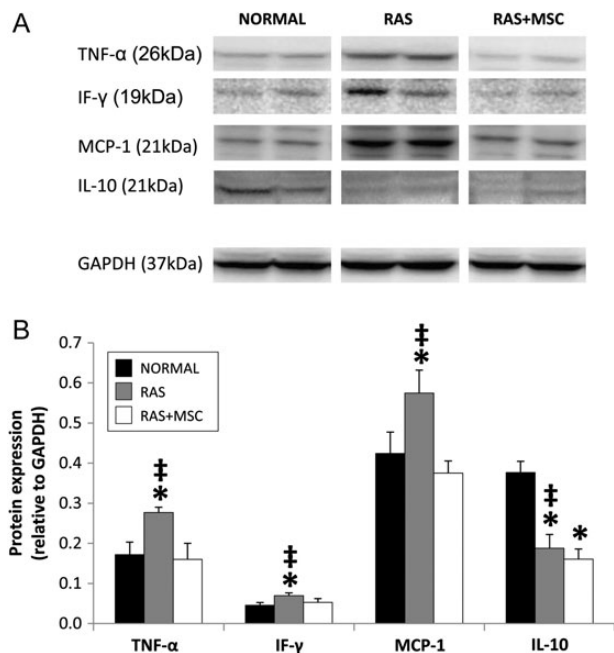 A
NORMAL RAS RAS+MSC
TNF-α (26kDa)
IF-γ (19kDa)
MCP-1 (21kDa)
IL-10 (21kDa)
GAPDH (37kDa)
B
Protein expression
(relative to GAPDH)
0.7
0.6
0.5
0.4
0.3
0.2
0.1
0.0
NORMAL
RAS
RAS+MSC
‡
*
‡
*
‡
*
‡
*
*
TNF-α IF-γ MCP-1 IL-10